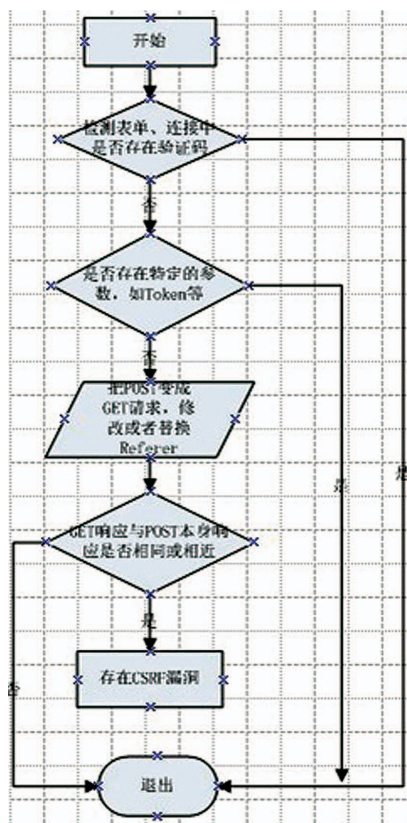 开始
检测表单、连接中
是否存在验证码
否
是否存在特定的参
数，如Token等
否
把POST变成
GET请求，修
改或者替换
Referer
是
是
GET响应与POST本身响
应是否相同或相近
是
否
存在CSRF漏洞
退出